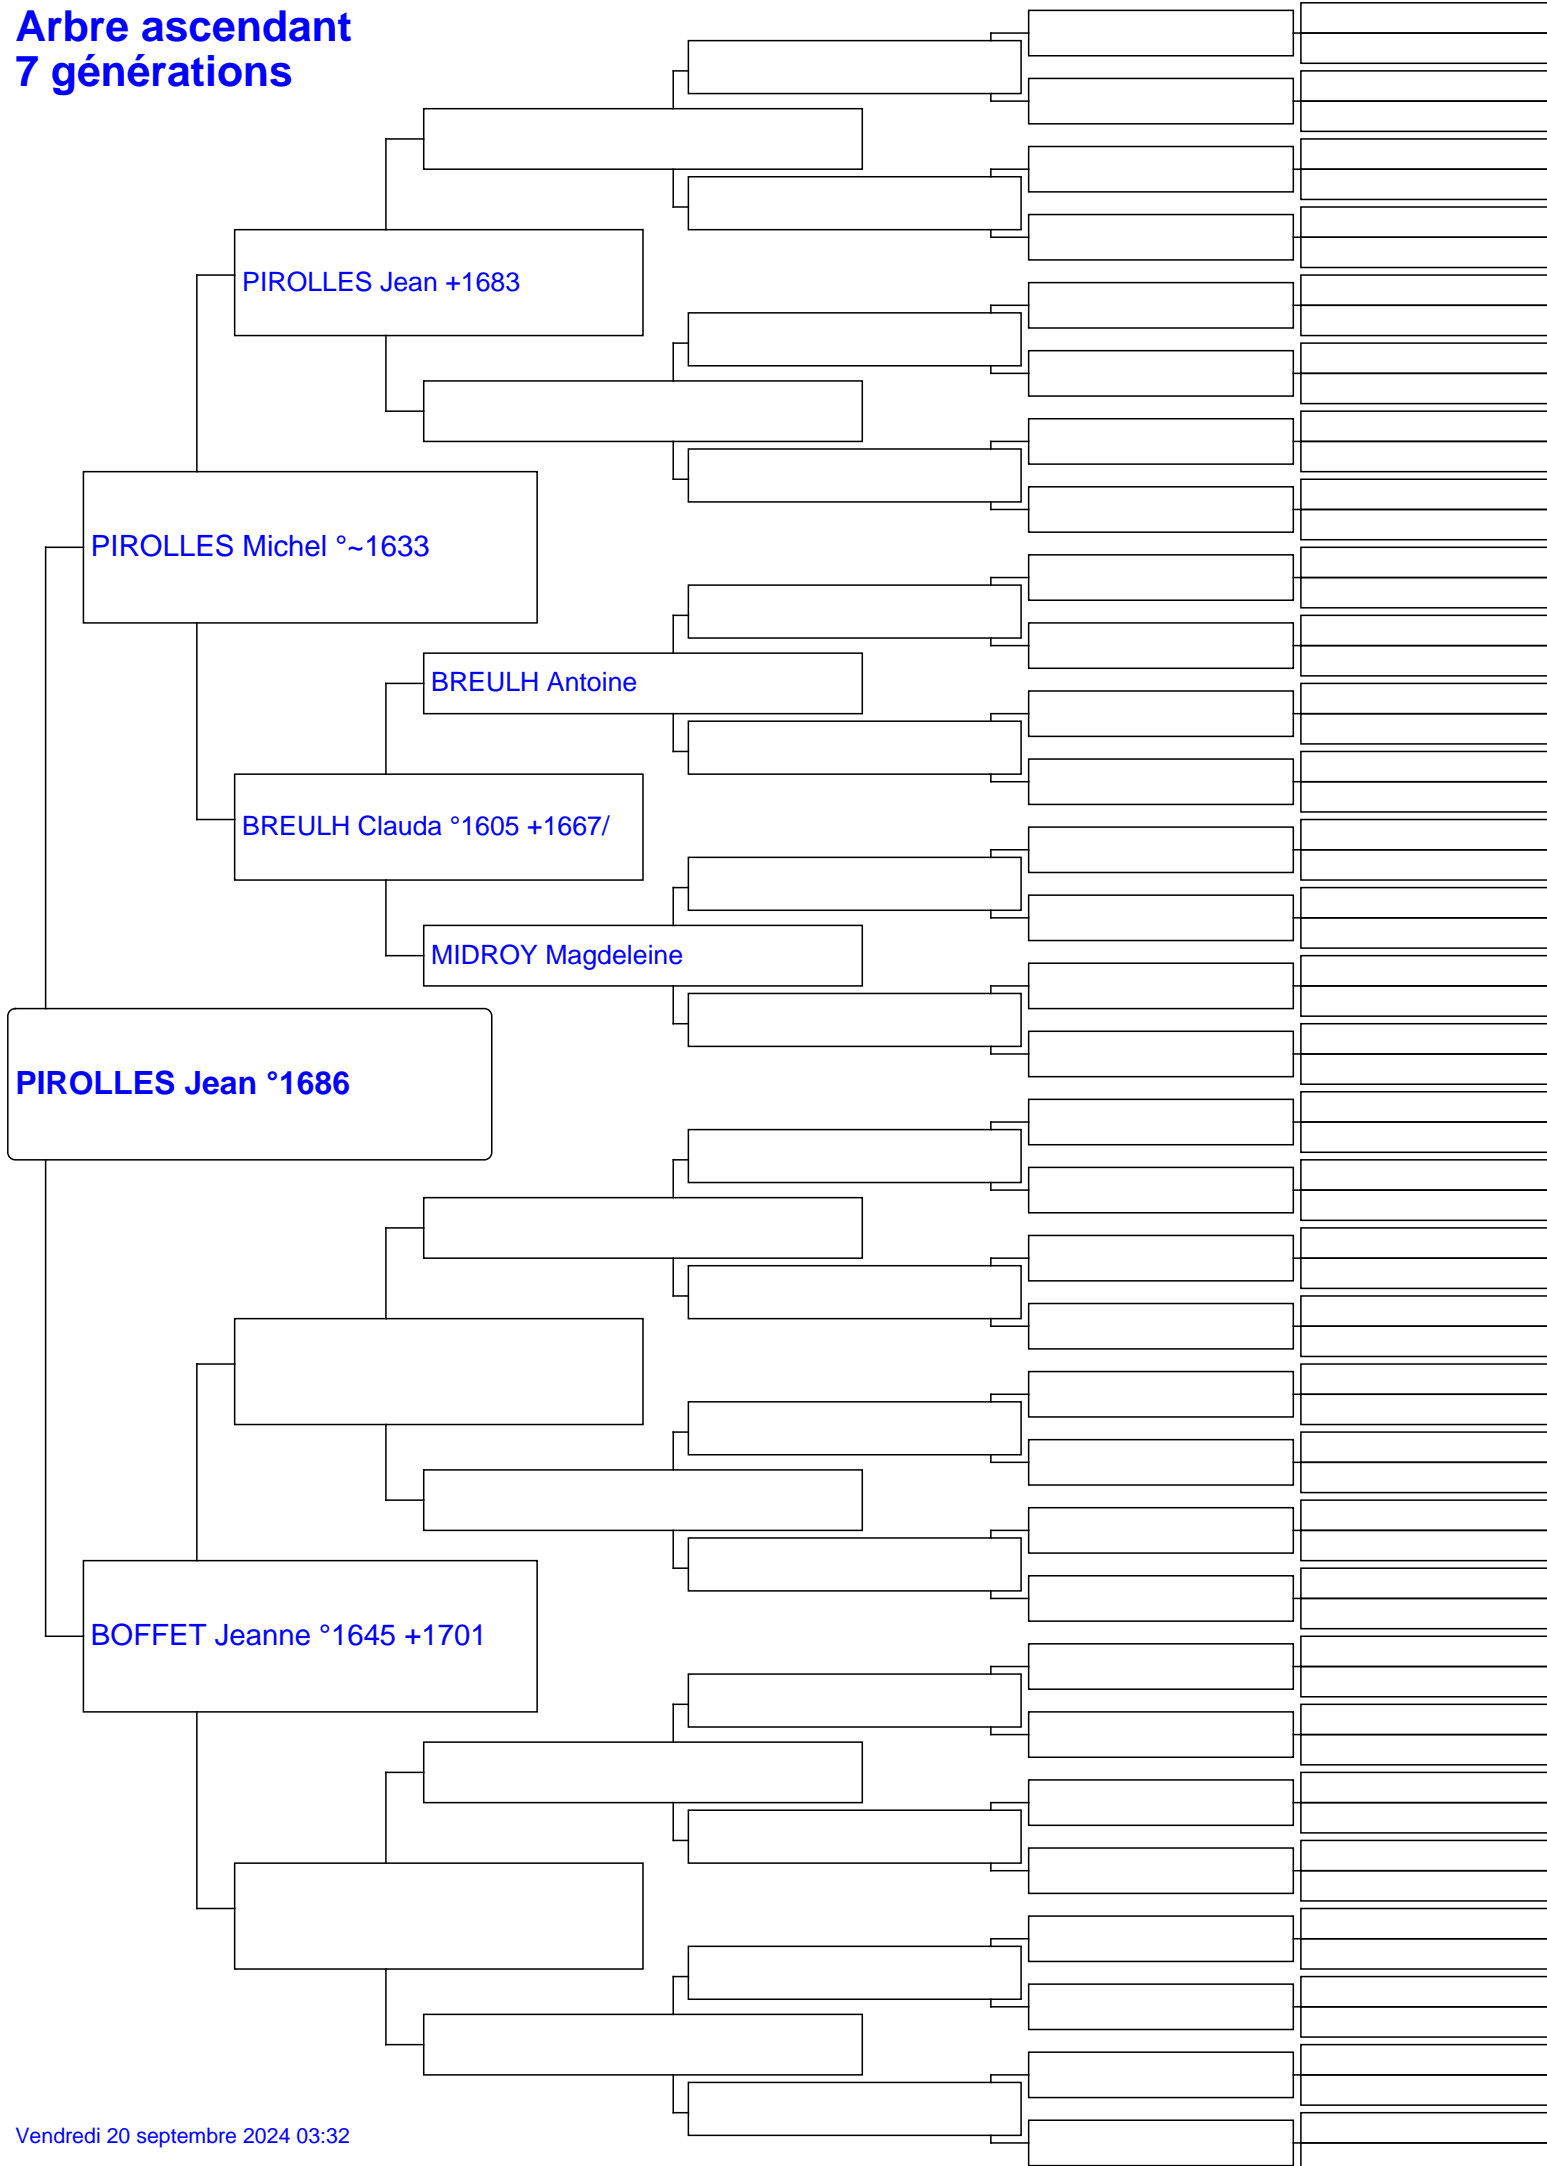 Arbre ascendant
7 générations
PIROLLES Jean +1683
PIROLLES Michel °~1633
BREULH Antoine
BREULH Clauda °1605 +1667/
MIDROY Magdeleine
PIROLLES Jean °1686
BOFFET Jeanne °1645 +1701
Vendredi 20 septembre 2024 03:32